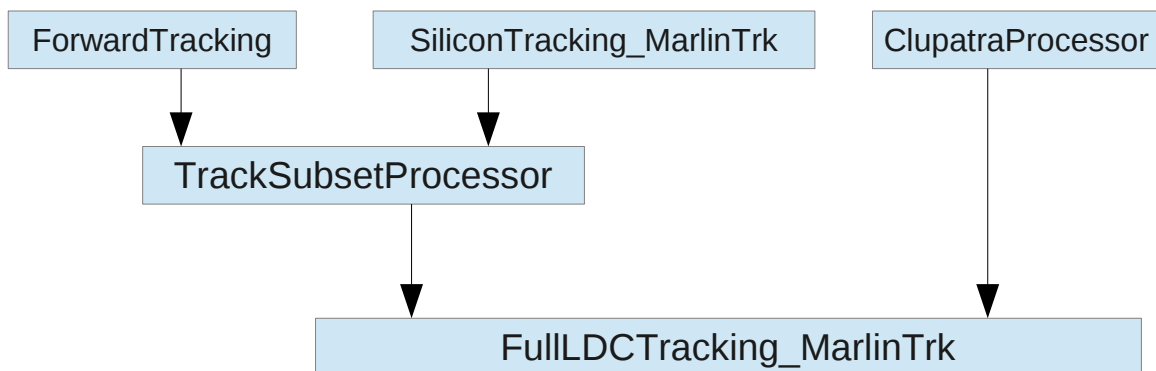 ForwardTracking
SiliconTracking_MarlinTrk
ClupatraProcessor
TrackSubsetProcessor
FullLDCTracking_MarlinTrk